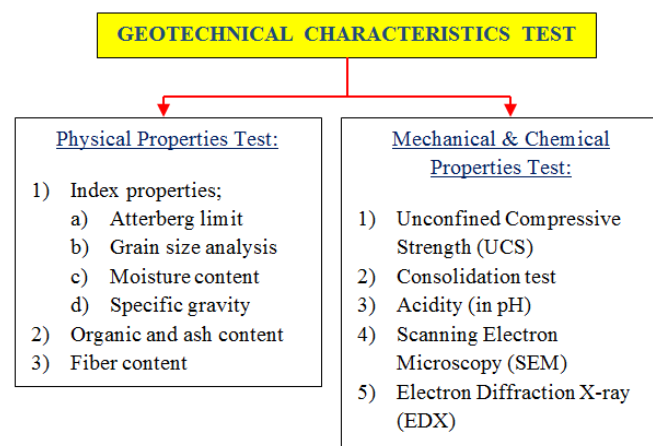 GEOTECHNICAL CHARACTERISTICS TEST
Physical Properties Test:
1) Index properties;
a) Atterberg limit
b) Grain size analysis
c) Moisture content
d) Specific gravity
2) Organic and ash content
3) Fiber content
Mechanical & Chemical
Properties Test:
1) Unconfined Compressive
Strength (UCS)
2) Consolidation test
3) Acidity (in pH)
4) Scanning Electron
Microscopy (SEM)
5) Electron Diffraction X-ray
(EDX)